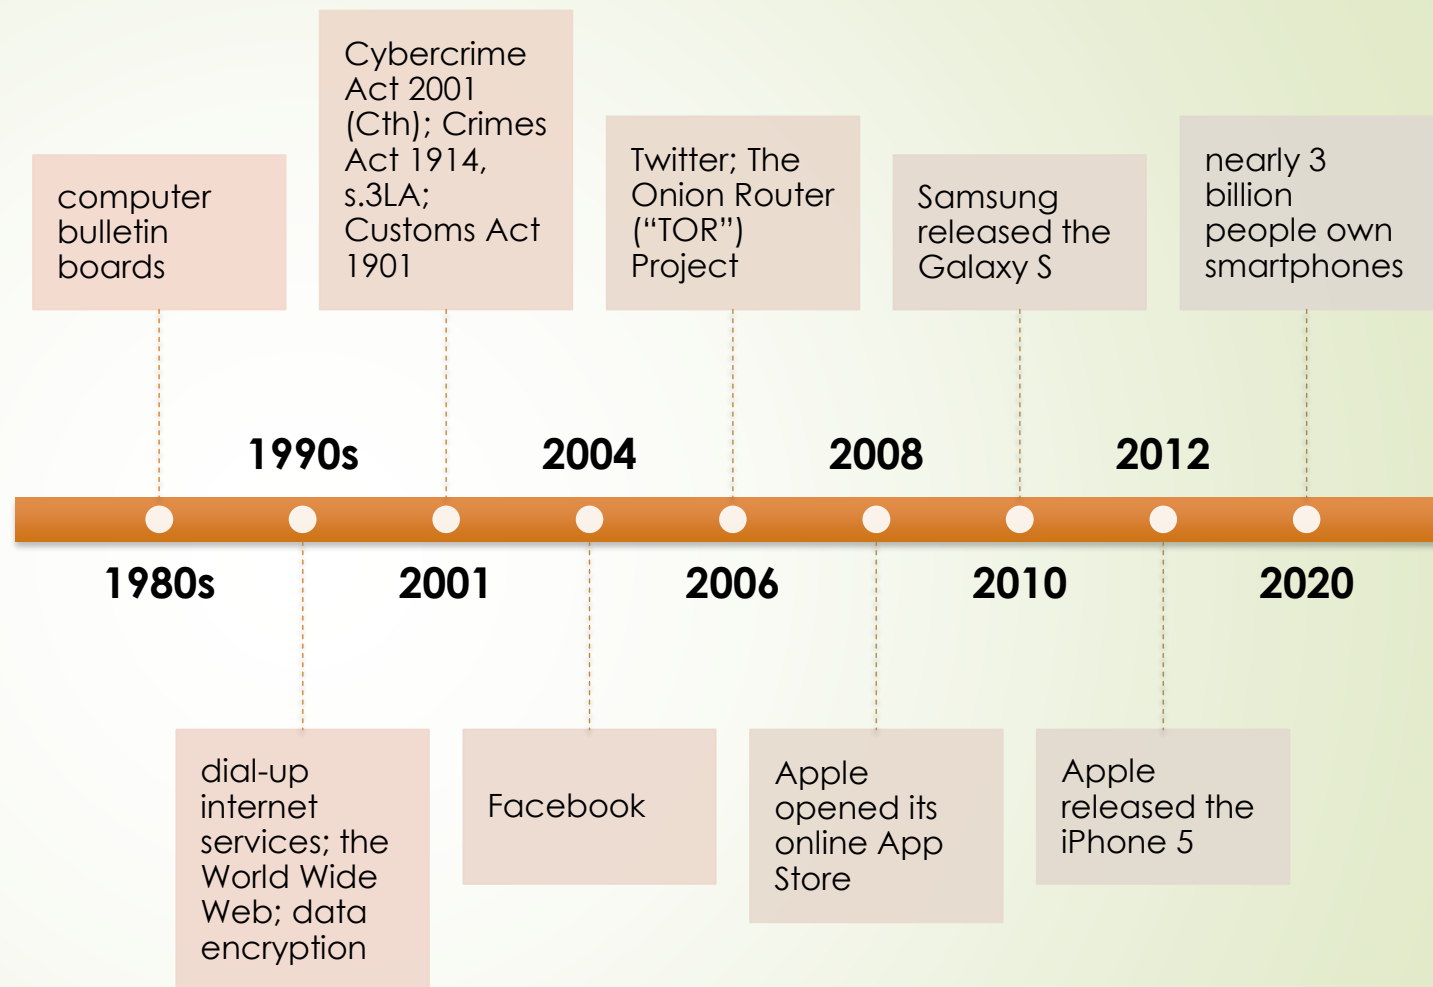 computer
bulletin
boards
Cybercrime
Act 2001
(Cth); Crimes
Act 1914,
s.3LA;
Customs Act
1901
Twitter; The
Onion Router
(“TOR”)
Project
Samsung
released the
Galaxy S
nearly 3
billion
people own
smartphones
1990s
2004
2008
2012
1980s
2001
2006
2010
2020
dial-up
internet
services; the
World Wide
Web; data
encryption
Facebook
Apple
opened its
online App
Store
Apple
released the
iPhone 5